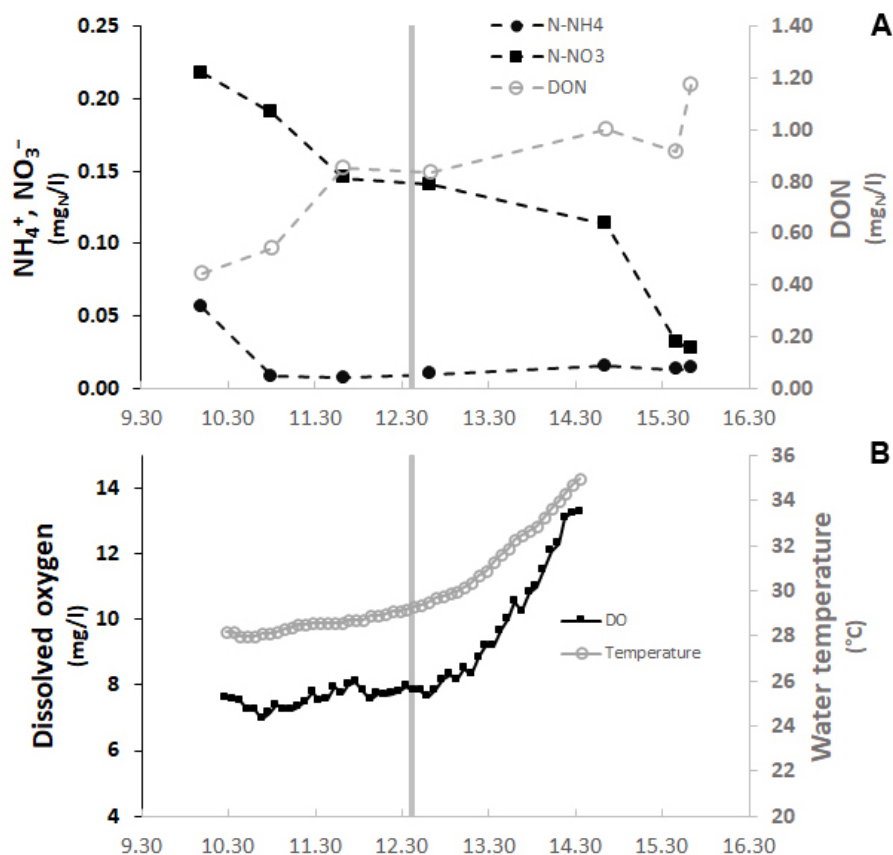 A
N-NH4
N-NO3
DON
NH₄⁺, NO₃⁻
(mg_N/l)
0.25
0.20
0.15
0.10
0.05
0.00
1.40
1.20
1.00
0.80
0.60
0.40
0.20
0.00
DON
(mg_N/l)
9.30 10.30 11.30 12.30 13.30 14.30 15.30 16.30
B
Dissolved oxygen
(mg/l)
14
12
10
8
6
4
DO
Temperature
36
34
32
30
28
26
24
22
20
Water temperature
(°C)
9.30 10.30 11.30 12.30 13.30 14.30 15.30 16.30